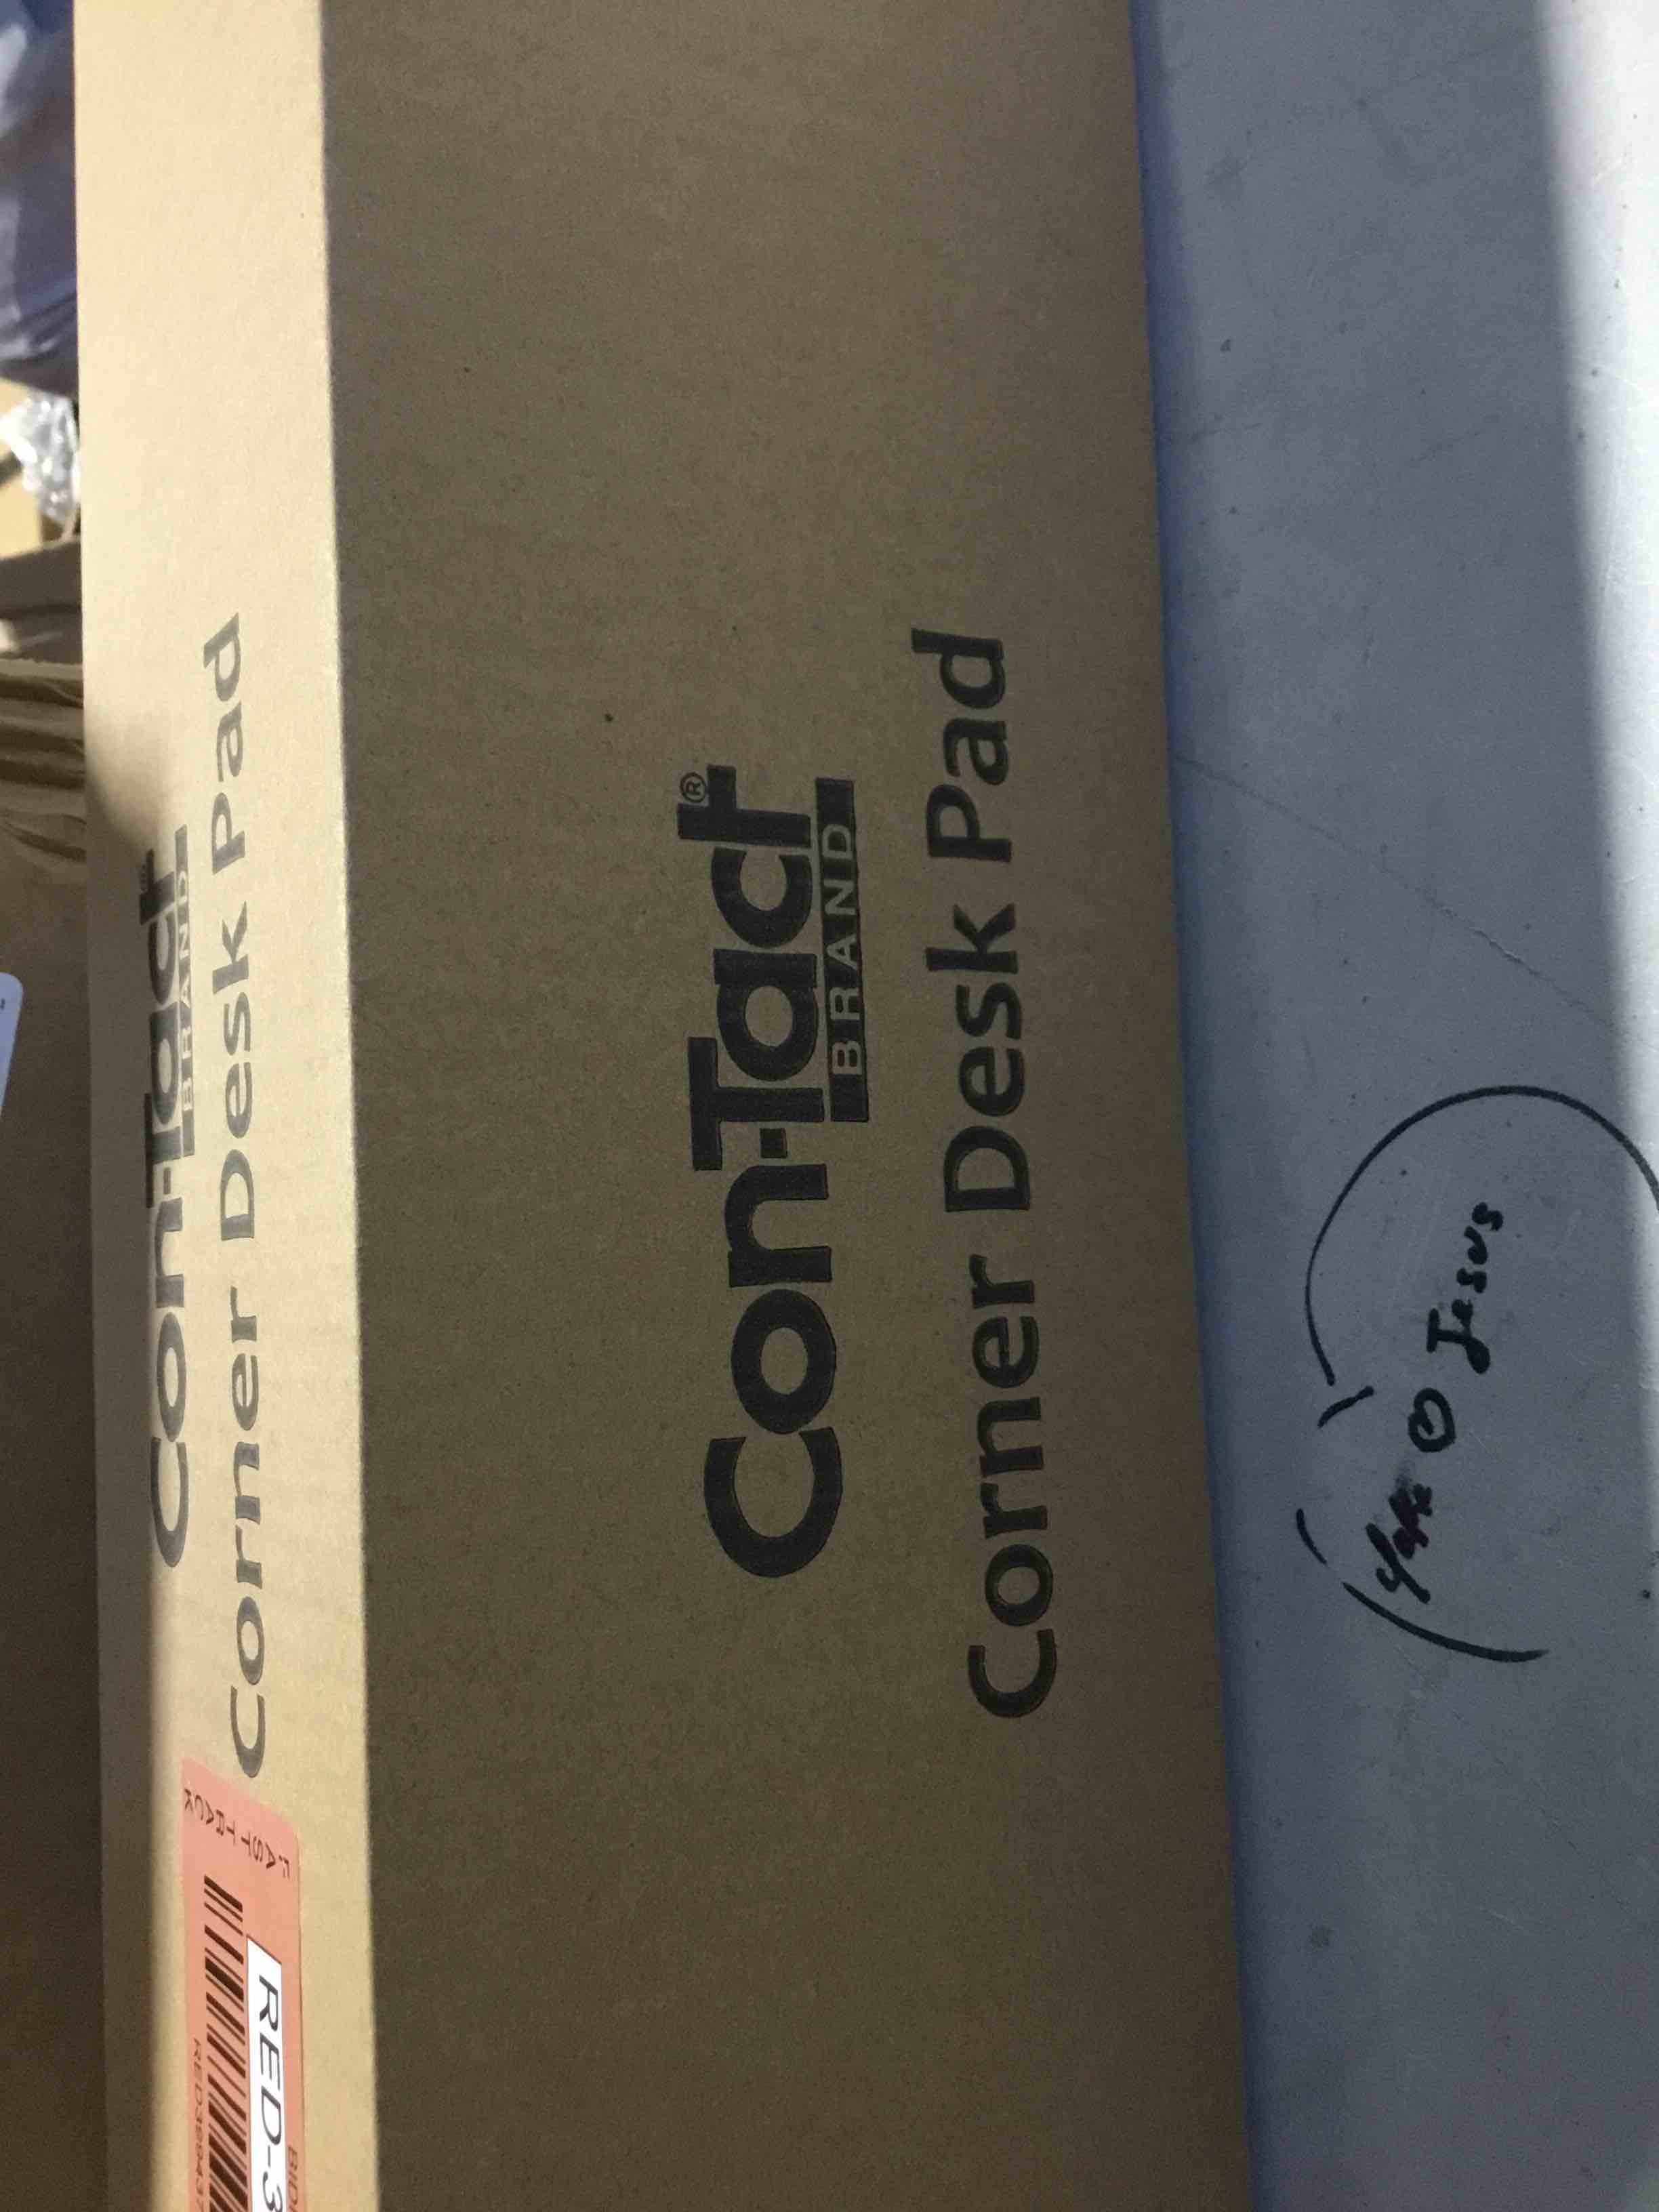 Con-Tact®
BRAND
Corner Desk Pad
Con-Tact®
BRAND
Corner Desk Pad
FAST TRACK
RED-3
Jesus